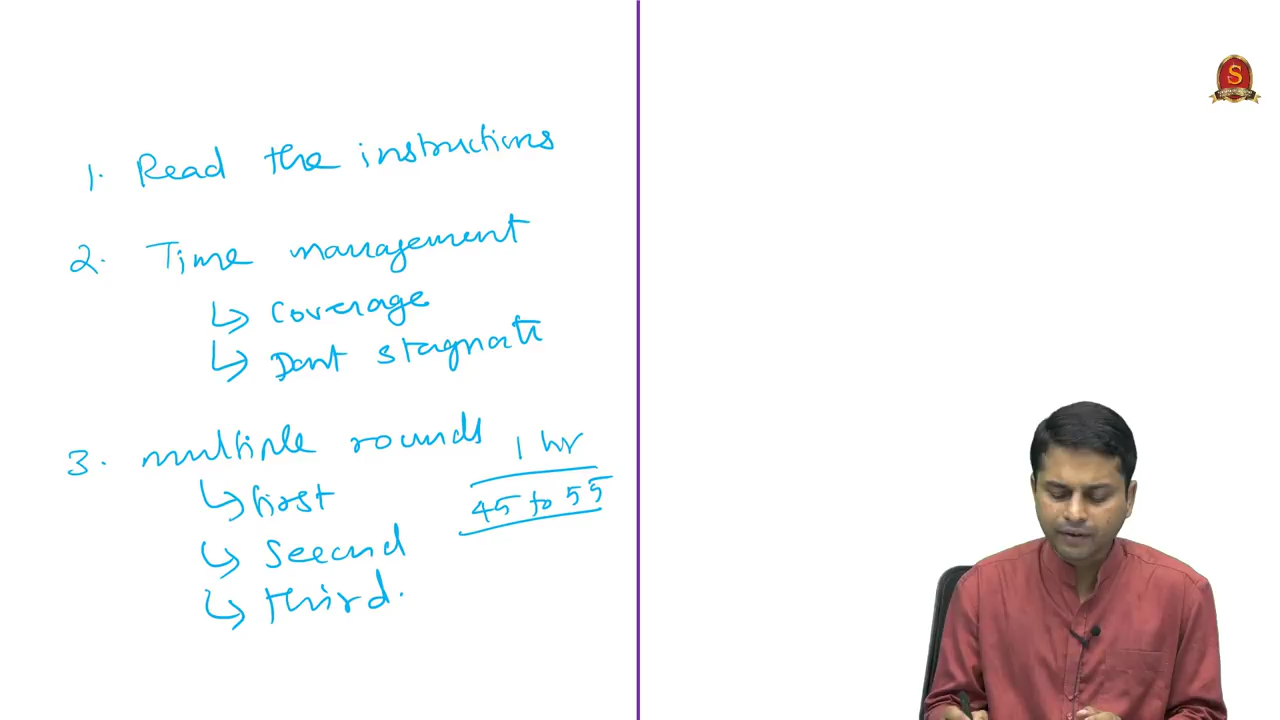 1. Read the instructions
2. Time management
↳ Coverage
↳ Dont stagnate
3. multiple rounds
↳ first
1 hr
45 to 55
↳ Second
↳ third.
S